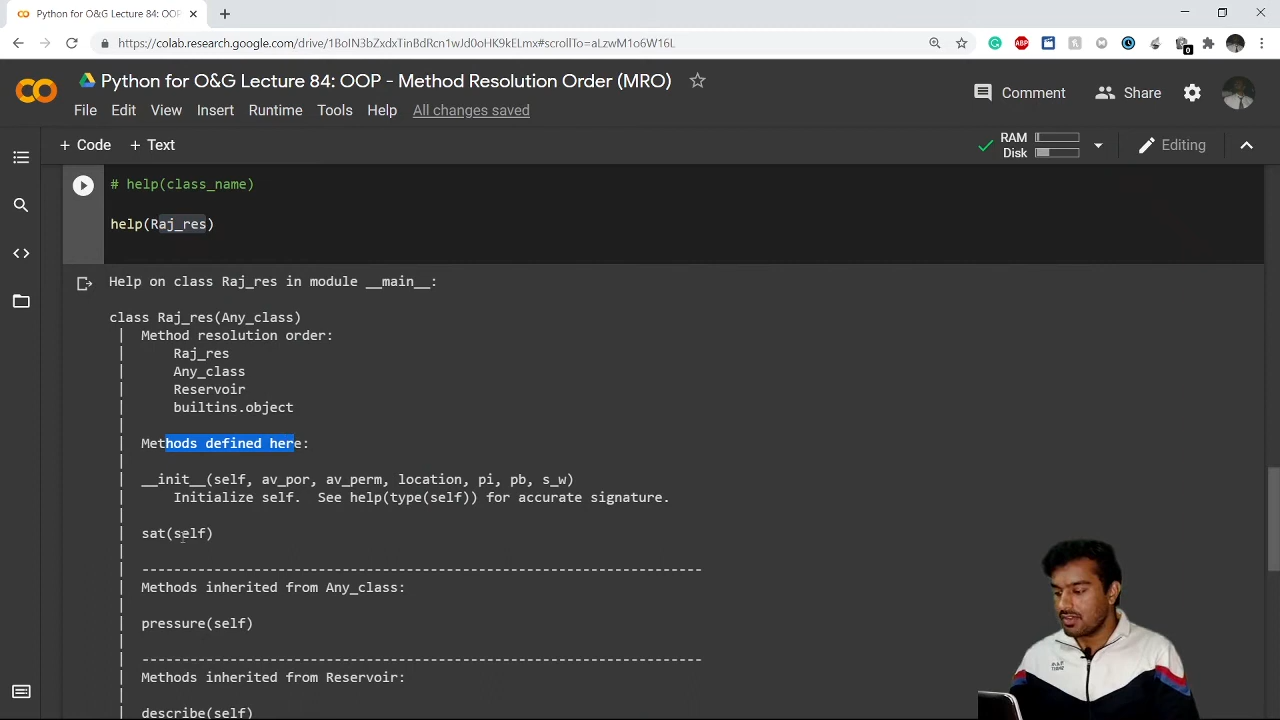 Python for O&G Lecture 84: OOP
https://colab.research.google.com/drive/
Python for O&G Lecture 84: OOP - Method Resolution Order (MRO)
Comment
Share
File Edit View Insert Runtime Tools Help All changes saved
+ Code + Text
RAM
Disk
Editing
# help(class_name)
help(Raj_res)
Help on class Raj_res in module __main__:
class Raj_res(Any_class)
| Method resolution order:
| Raj_res
| Any_class
| Reservoir
| builtins.object
|
| Methods defined here:
|
| __init__(self, av_por, av_perm, location, pi, pb, s_w)
| Initialize self. See help(type(self)) for accurate signature.
|
| sat(self)
|
| ----------------------------------------------------------------------
| Methods inherited from Any_class:
|
| pressure(self)
|
| ----------------------------------------------------------------------
| Methods inherited from Reservoir:
|
| describe(self)